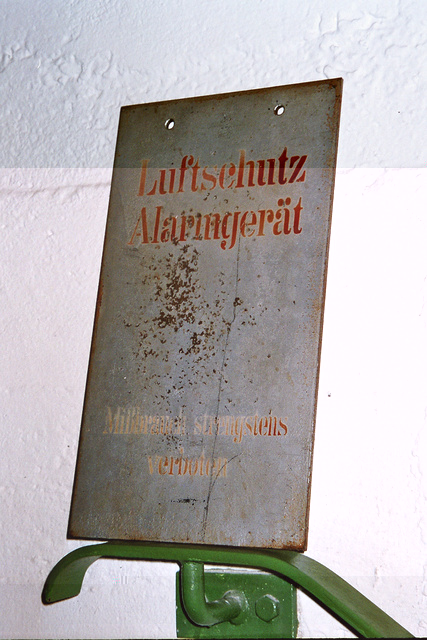 Luftschutz
Alarmgerät
Mißbrauch strengstens
verboten